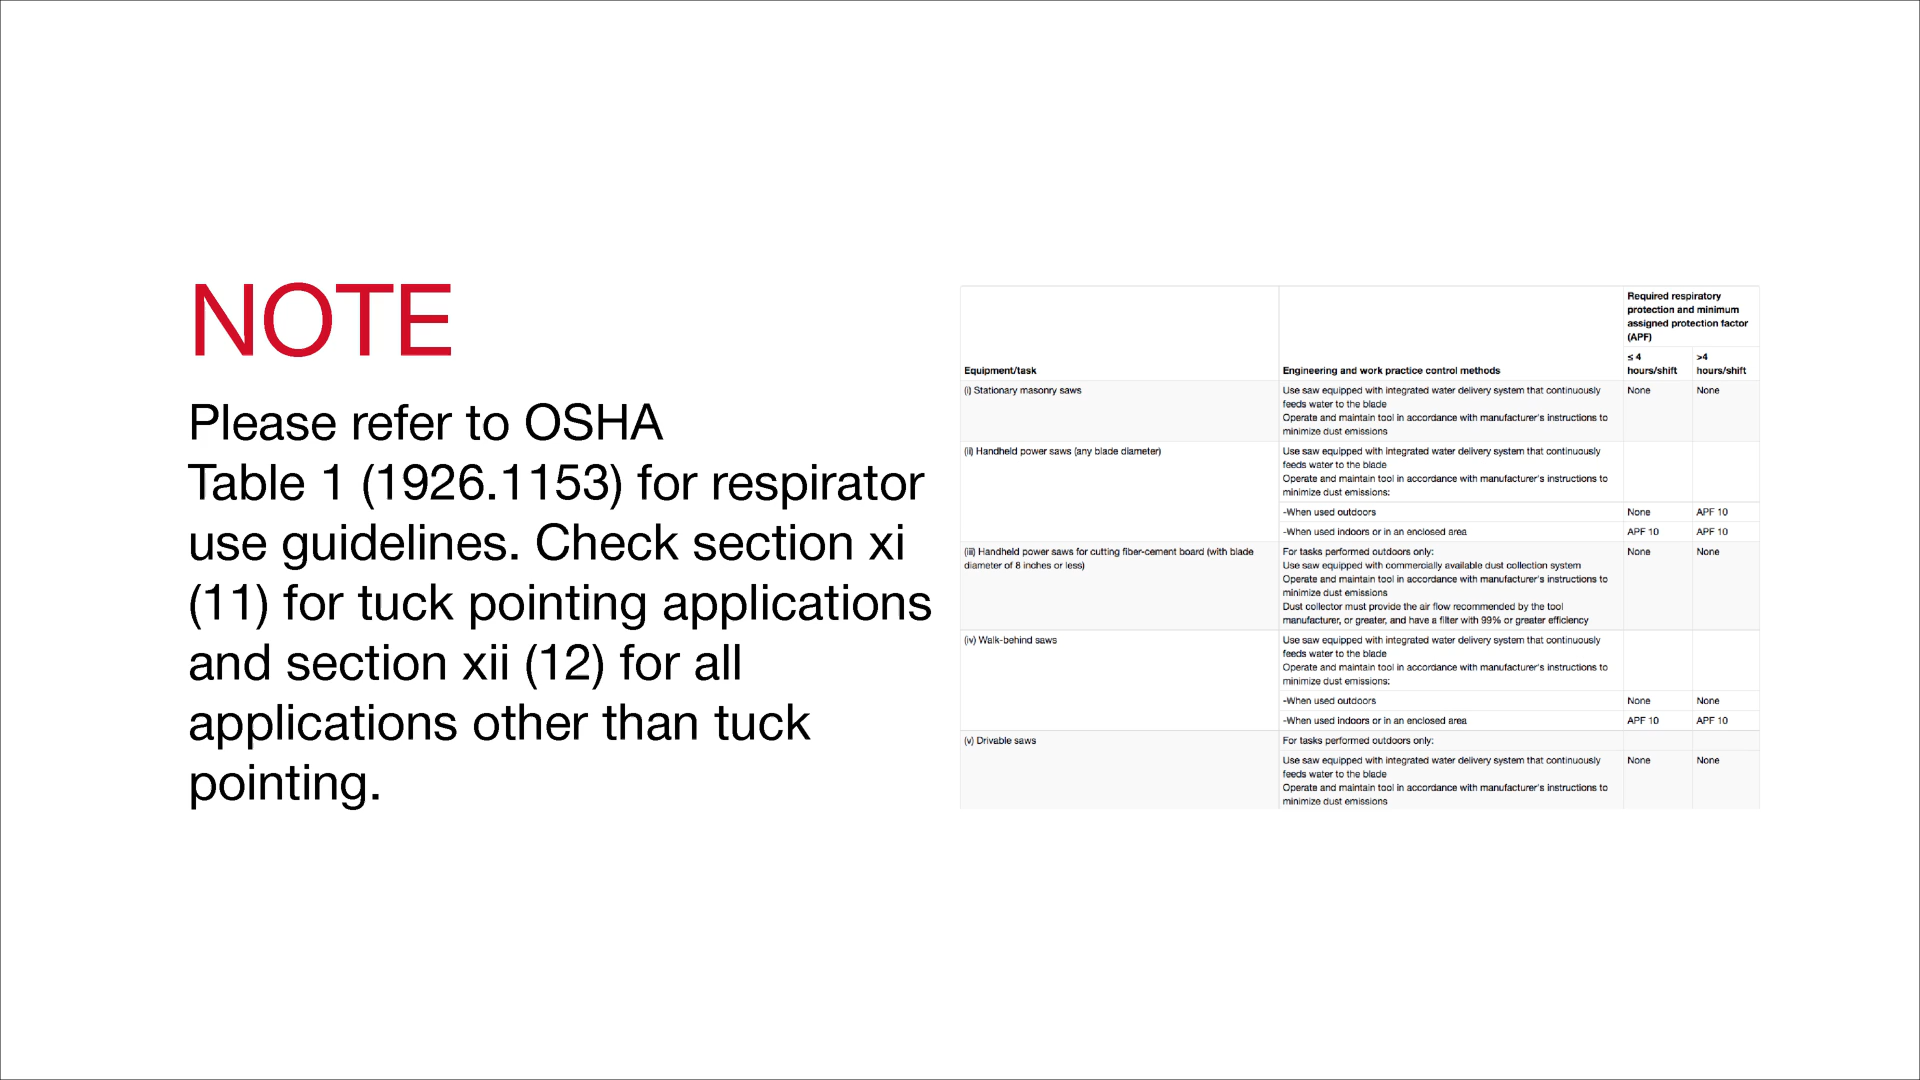 NOTE
Please refer to OSHA
Table 1 (1926.1153) for respirator
use guidelines. Check section xi
(11) for tuck pointing applications
and section xii (12) for all
applications other than tuck
pointing.
Required respiratory
protection and minimum
assigned protection factor
(APF)
≤ 4 >4
Equipment/task Engineering and work practice control methods hours/shift hours/shift
(i) Stationary masonry saws Use saw equipped with integrated water delivery system that continuously None None
feeds water to the blade
Operate and maintain tool in accordance with manufacturer's instructions to
minimize dust emissions
(ii) Handheld power saws (any blade diameter) Use saw equipped with integrated water delivery system that continuously
feeds water to the blade
Operate and maintain tool in accordance with manufacturer's instructions to
minimize dust emissions:
-When used outdoors None APF 10
-When used indoors or in an enclosed area APF 10 APF 10
(iii) Handheld power saws for cutting fiber-cement board (with blade For tasks performed outdoors only: None None
diameter of 8 inches or less) Use saw equipped with commercially available dust collection system
Operate and maintain tool in accordance with manufacturer's instructions to
minimize dust emissions
Dust collector must provide the air flow recommended by the tool
manufacturer, or greater, and have a filter with 99% or greater efficiency
(iv) Walk-behind saws Use saw equipped with integrated water delivery system that continuously
feeds water to the blade
Operate and maintain tool in accordance with manufacturer's instructions to
minimize dust emissions:
-When used outdoors None None
-When used indoors or in an enclosed area APF 10 APF 10
(v) Drivable saws For tasks performed outdoors only:
Use saw equipped with integrated water delivery system that continuously None None
feeds water to the blade
Operate and maintain tool in accordance with manufacturer's instructions to
minimize dust emissions